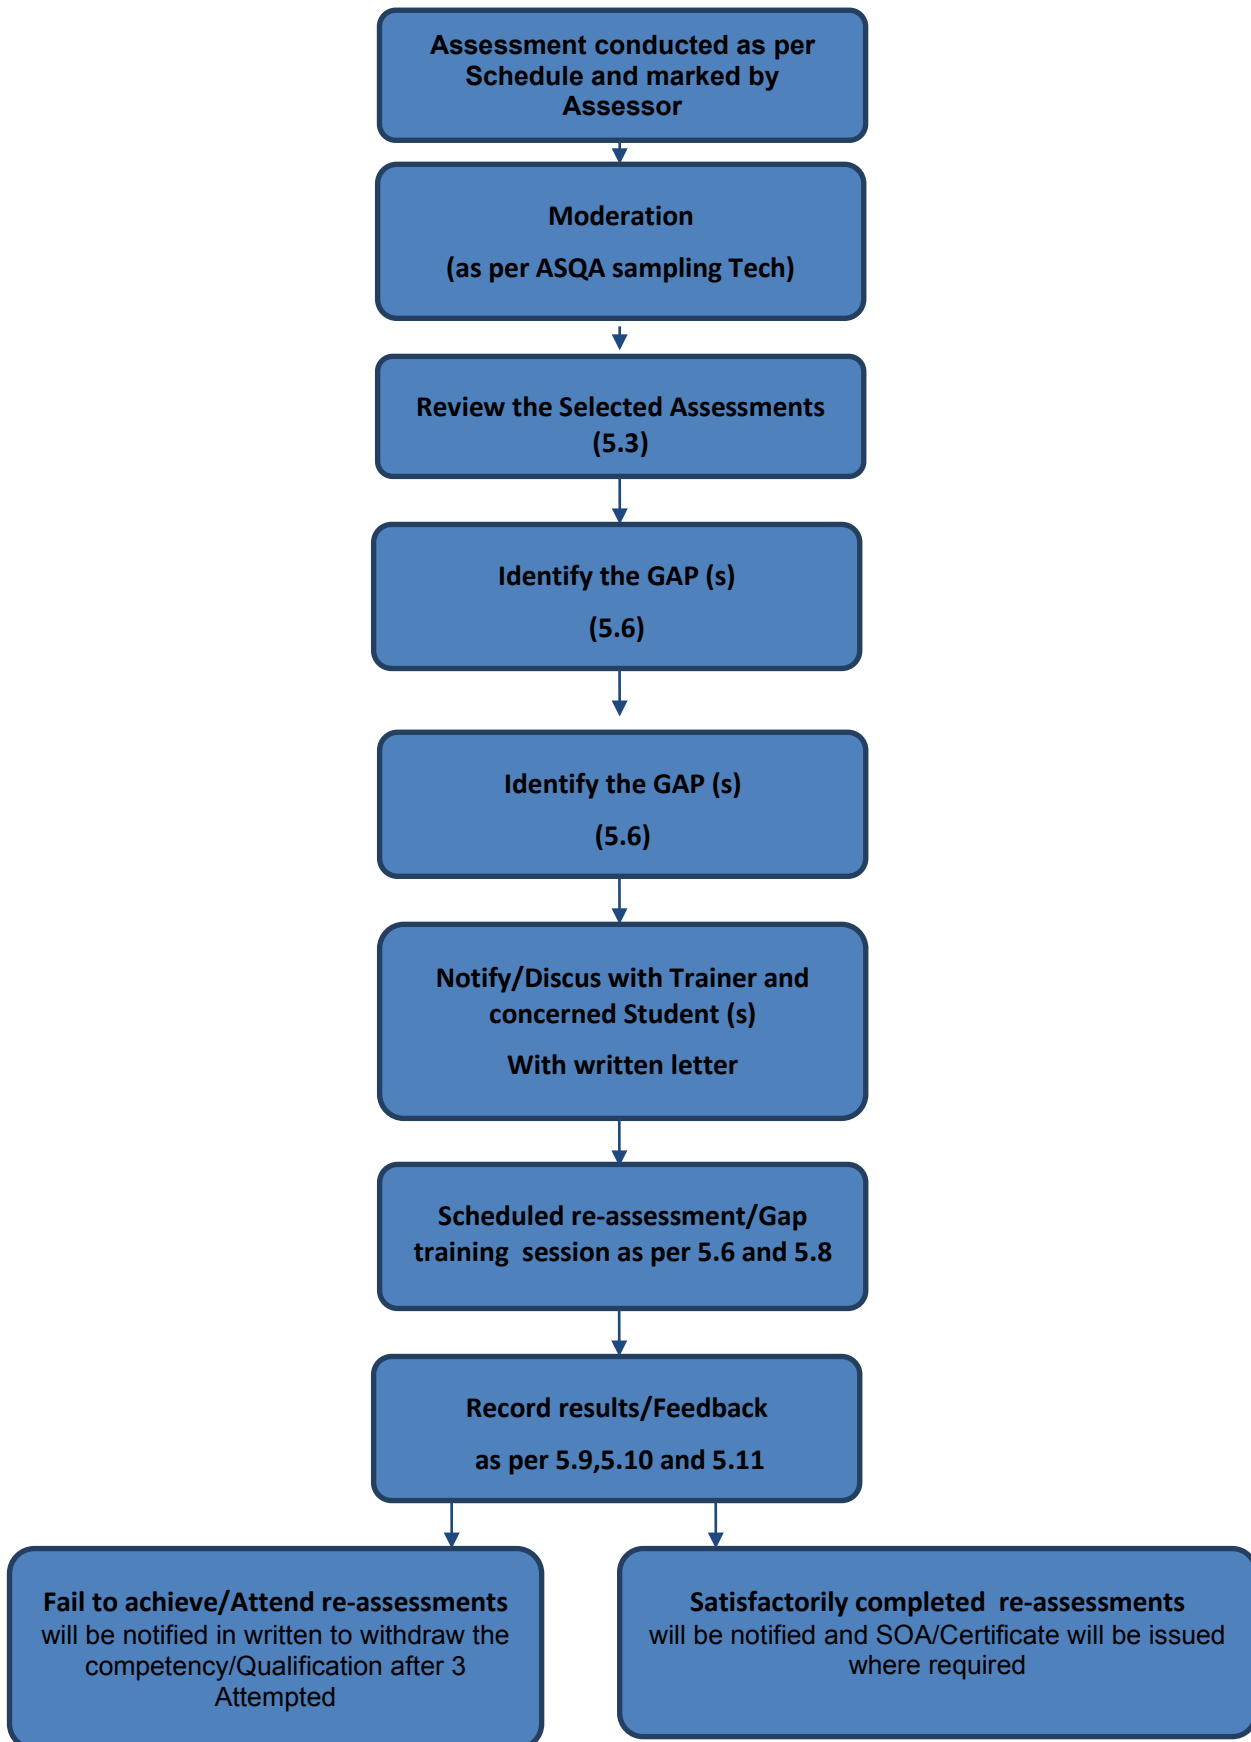 Assessment conducted as per
Schedule and marked by
Assessor
Moderation
(as per ASQA sampling Tech)
Review the Selected Assessments
(5.3)
Identify the GAP (s)
(5.6)
Identify the GAP (s)
(5.6)
Notify/Discus with Trainer and
concerned Student (s)
With written letter
Scheduled re-assessment/Gap
training  session as per 5.6 and 5.8
Record results/Feedback
as per 5.9,5.10 and 5.11
Fail to achieve/Attend re-assessments
will be notified in written to withdraw the
competency/Qualification after 3
Attempted
Satisfactorily completed  re-assessments
will be notified and SOA/Certificate will be issued
where required